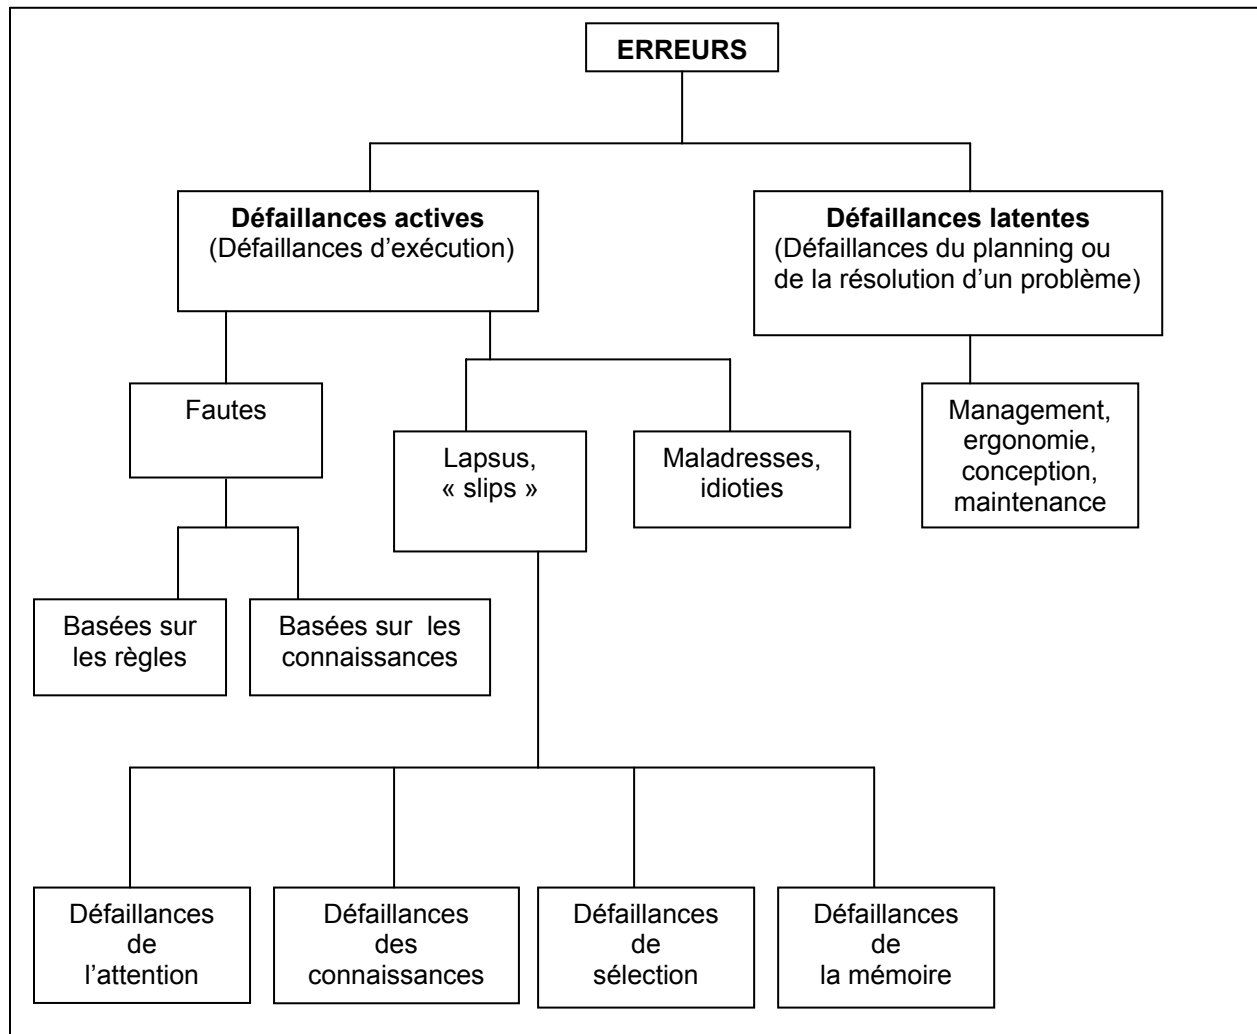 ERREURS
Défaillances actives
(Défaillances d’exécution)
Défaillances latentes
(Défaillances du planning ou
de la résolution d’un problème)
Fautes
Lapsus,
« slips »
Maladresses,
idioties
Management,
ergonomie,
conception,
maintenance
Basées sur
les règles
Basées sur les
connaissances
Défaillances
de
l’attention
Défaillances
des
connaissances
Défaillances
de
sélection
Défaillances
de
la mémoire